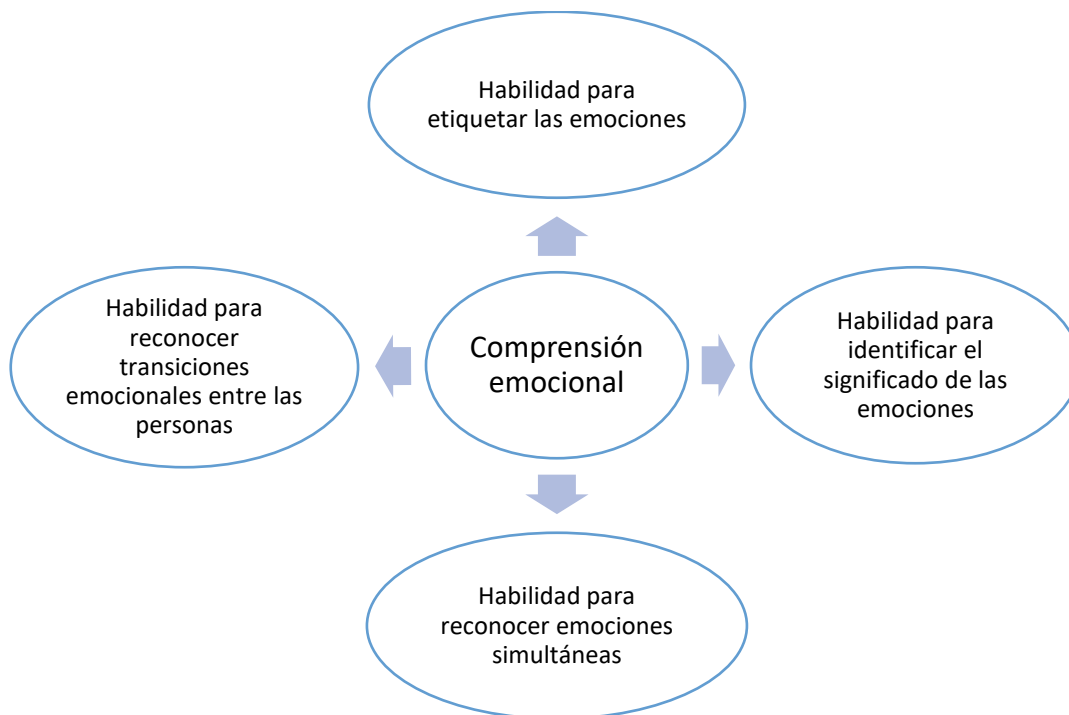 Habilidad para
etiquetar las emociones
Habilidad para
reconocer
transiciones
emocionales entre las
personas
Comprensión
emocional
Habilidad para
identificar el
significado de las
emociones
Habilidad para
reconocer emociones
simultáneas